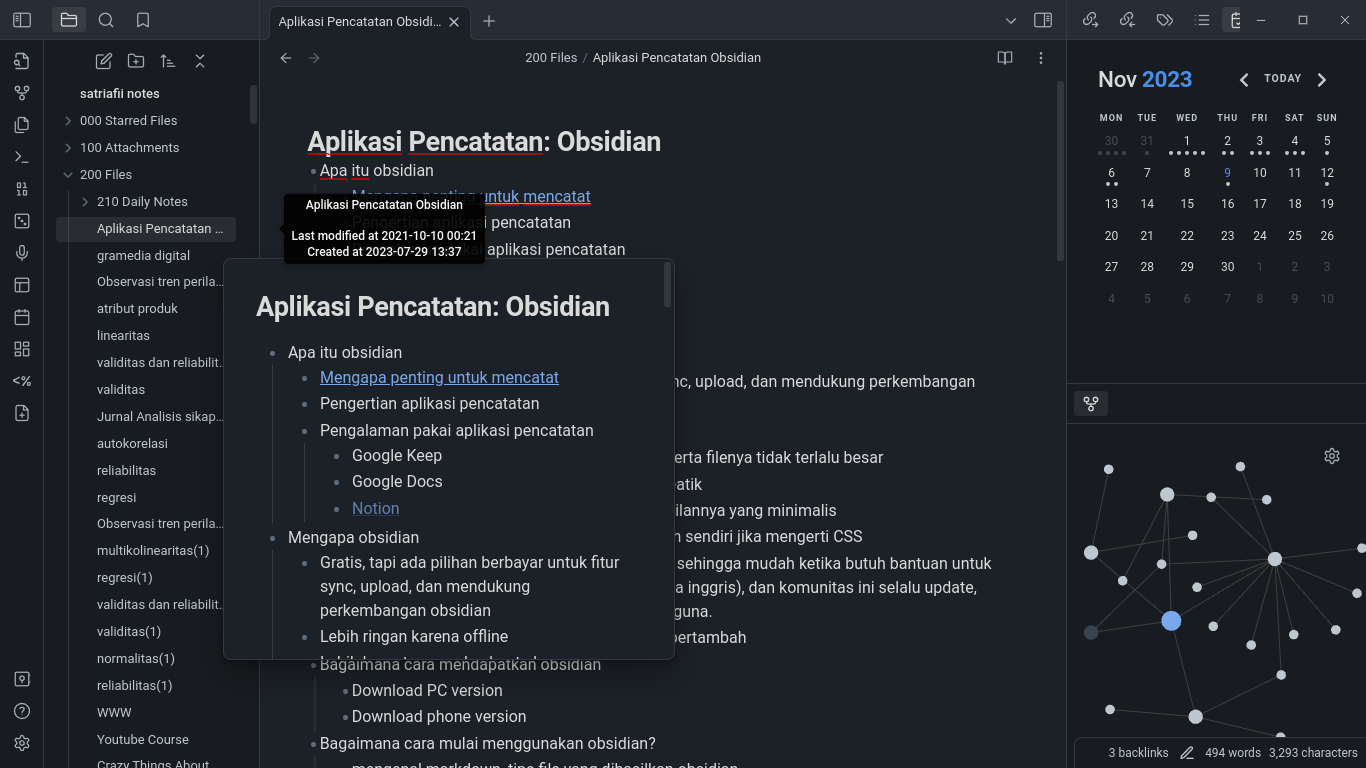 Aplikasi Pencatatan Obsidi...
200 Files / Aplikasi Pencatatan Obsidian
satriafii notes
000 Starred Files
100 Attachments
200 Files
210 Daily Notes
Aplikasi Pencatatan ...
gramedia digital
Observasi tren perila...
atribut produk
linearitas
validitas dan reliabilit...
validitas
Jurnal Analisis sikap...
autokorelasi
reliabilitas
regresi
Observasi tren perila...
multikolinearitas(1)
regresi(1)
validitas dan reliabilit...
validitas(1)
normalitas(1)
reliabilitas(1)
WWW
Youtube Course
Crazy Things About
Aplikasi Pencatatan: Obsidian
Apa itu obsidian
Mengapa penting untuk mencatat
Pengertian aplikasi pencatatan
aplikasi pencatatan
Aplikasi Pencatatan Obsidian
Last modified at 2021-10-10 00:21
Created at 2023-07-29 13:37
Aplikasi Pencatatan: Obsidian
Apa itu obsidian
Mengapa penting untuk mencatat
Pengertian aplikasi pencatatan
Pengalaman pakai aplikasi pencatatan
Google Keep
Google Docs
Notion
Mengapa obsidian
Gratis, tapi ada pilihan berbayar untuk fitur
sync, upload, dan mendukung
perkembangan obsidian
Lebih ringan karena offline
nc, upload, dan mendukung perkembangan
erta filenya tidak terlalu besar
atik
ilannya yang minimalis
n sendiri jika mengerti CSS
sehingga mudah ketika butuh bantuan untuk
a inggris), dan komunitas ini selalu update,
guna.
bertambah
Bagaimana cara mendapatkan obsidian
Download PC version
Download phone version
Bagaimana cara mulai menggunakan obsidian?
mengenal markdown, tipe file yang dihasilkan obsidian
Nov 2023
TODAY
MON TUE WED THU FRI SAT SUN
30 31 1 2 3 4 5
6 7 8 9 10 11 12
13 14 15 16 17 18 19
20 21 22 23 24 25 26
27 28 29 30 1 2 3
4 5 6 7 8 9 10
3 backlinks 494 words 3,293 characters